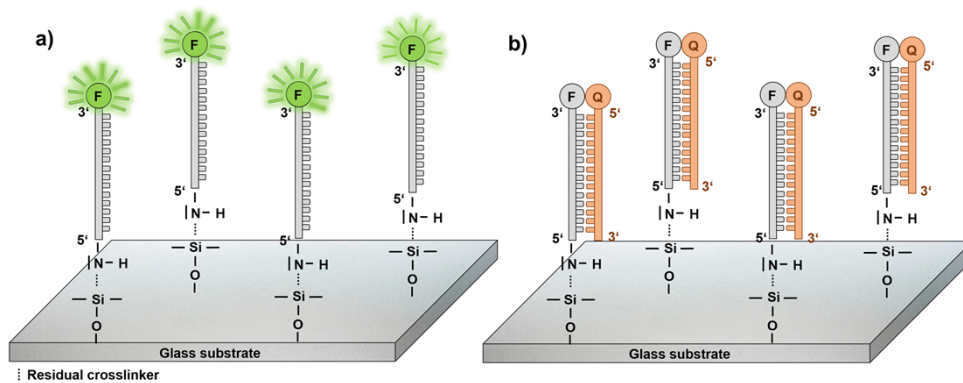 a)
F
F
F
F
3‘
3‘
3‘
3‘
5‘
5‘
5‘
5‘
N – H
N – H
N – H
N – H
— Si —
— Si —
— Si —
— Si —
O
O
O
O
Glass substrate
Residual crosslinker
b)
F Q
F Q
F Q
F Q
3‘ 5‘
3‘ 5‘
3‘ 5‘
3‘ 5‘
5‘ 3‘
5‘ 3‘
5‘ 3‘
5‘ 3‘
N – H
N – H
N – H
N – H
— Si —
— Si —
— Si —
— Si —
O
O
O
O
Glass substrate